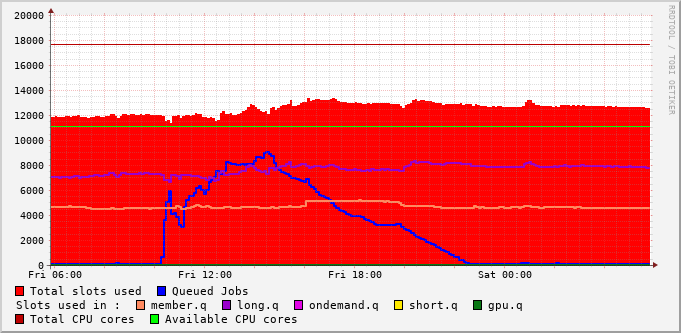 20000
18000
16000
14000
12000
10000
8000
6000
4000
2000
0
Fri 06:00 Fri 12:00 Fri 18:00 Sat 00:00
Total slots used Queued Jobs
Slots used in : member.q long.q ondemand.q short.q gpu.q
Total CPU cores Available CPU cores
RRDTOOL / TOBI OETIKER